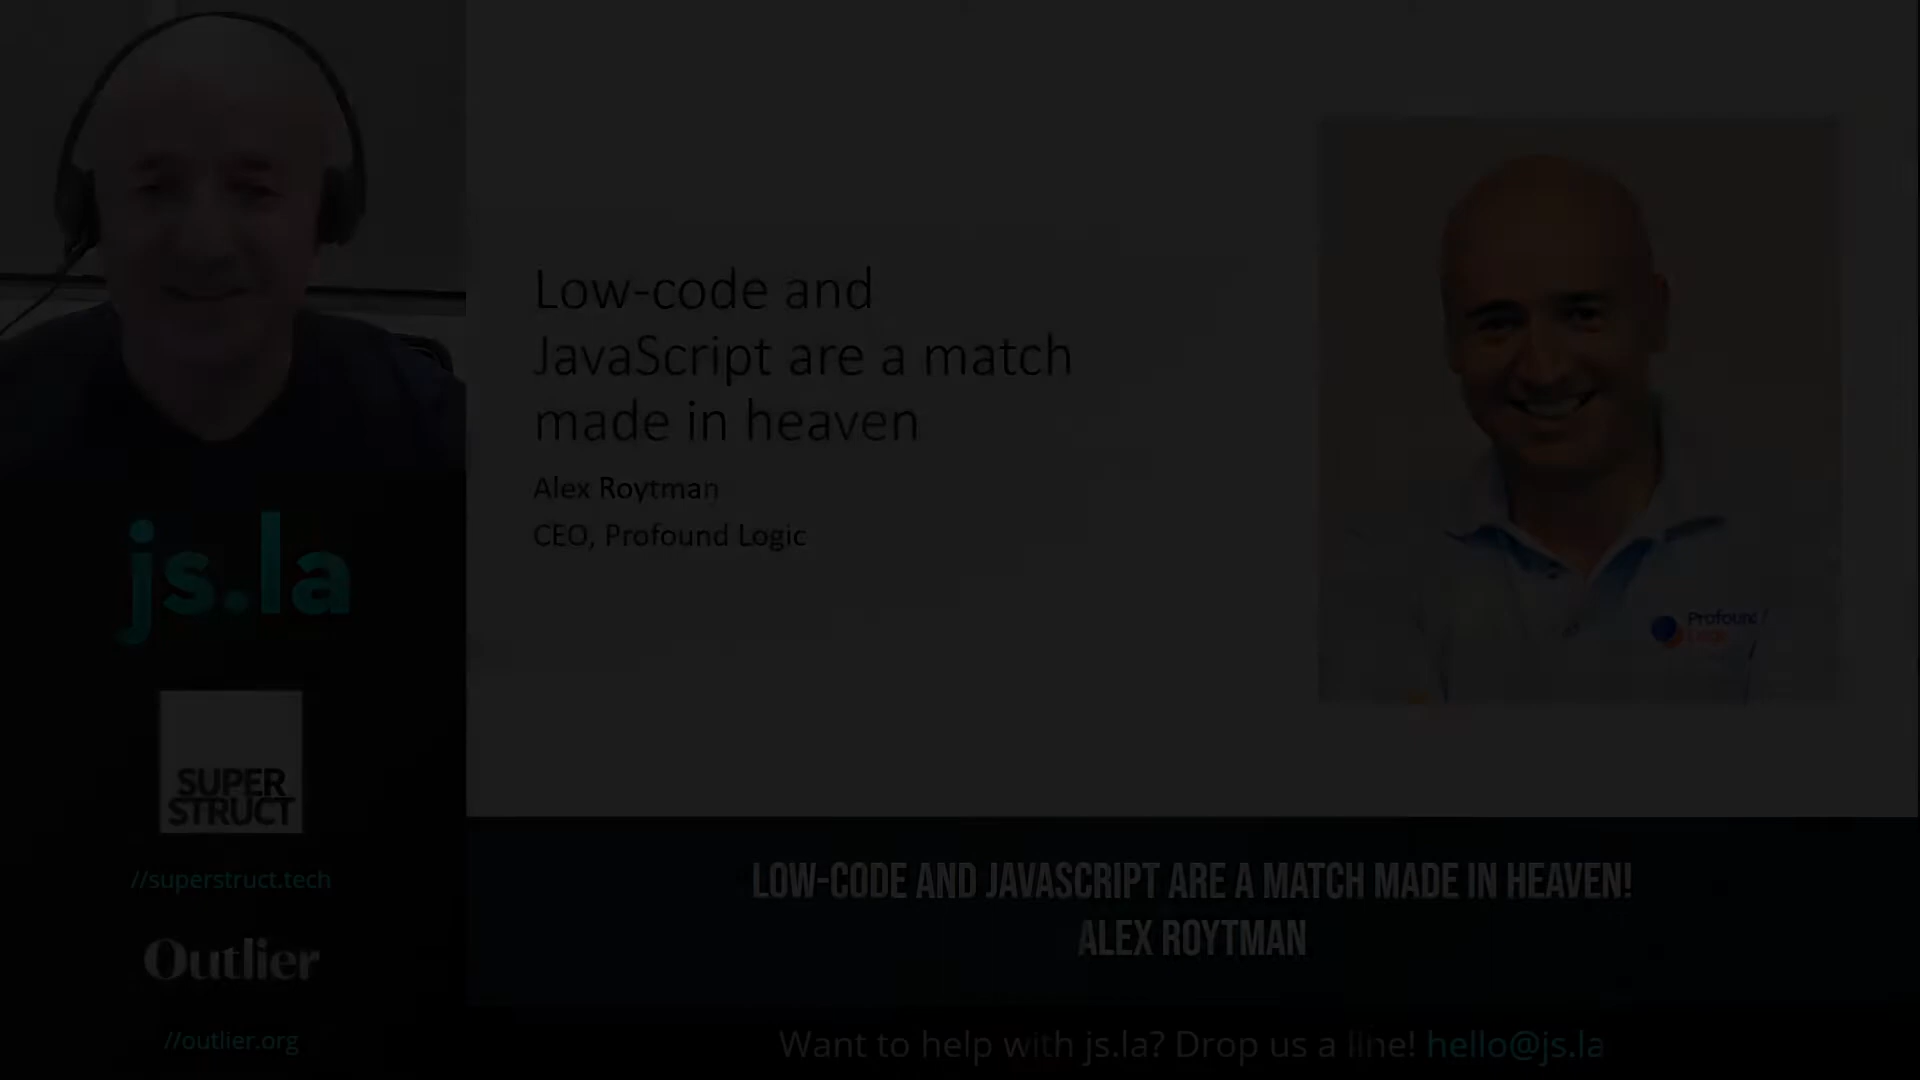 Low-code and
JavaScript are a match
made in heaven
Alex Roytman
CEO, Profound Logic
Profound
Logic
js.la
SUPER
STRUCT
//superstruct.tech
Outlier
//outlier.org
LOW-CODE AND JAVASCRIPT ARE A MATCH MADE IN HEAVEN!
ALEX ROYTMAN
Want to help with js.la? Drop us a line! hello@js.la